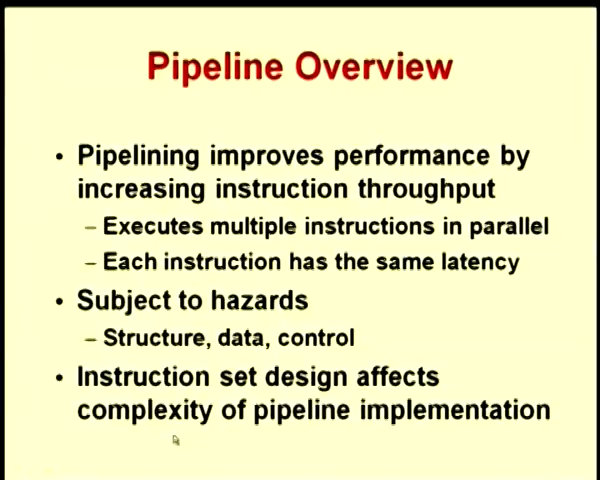 Pipeline Overview
• Pipelining improves performance by
increasing instruction throughput
– Executes multiple instructions in parallel
– Each instruction has the same latency
• Subject to hazards
– Structure, data, control
• Instruction set design affects
complexity of pipeline implementation